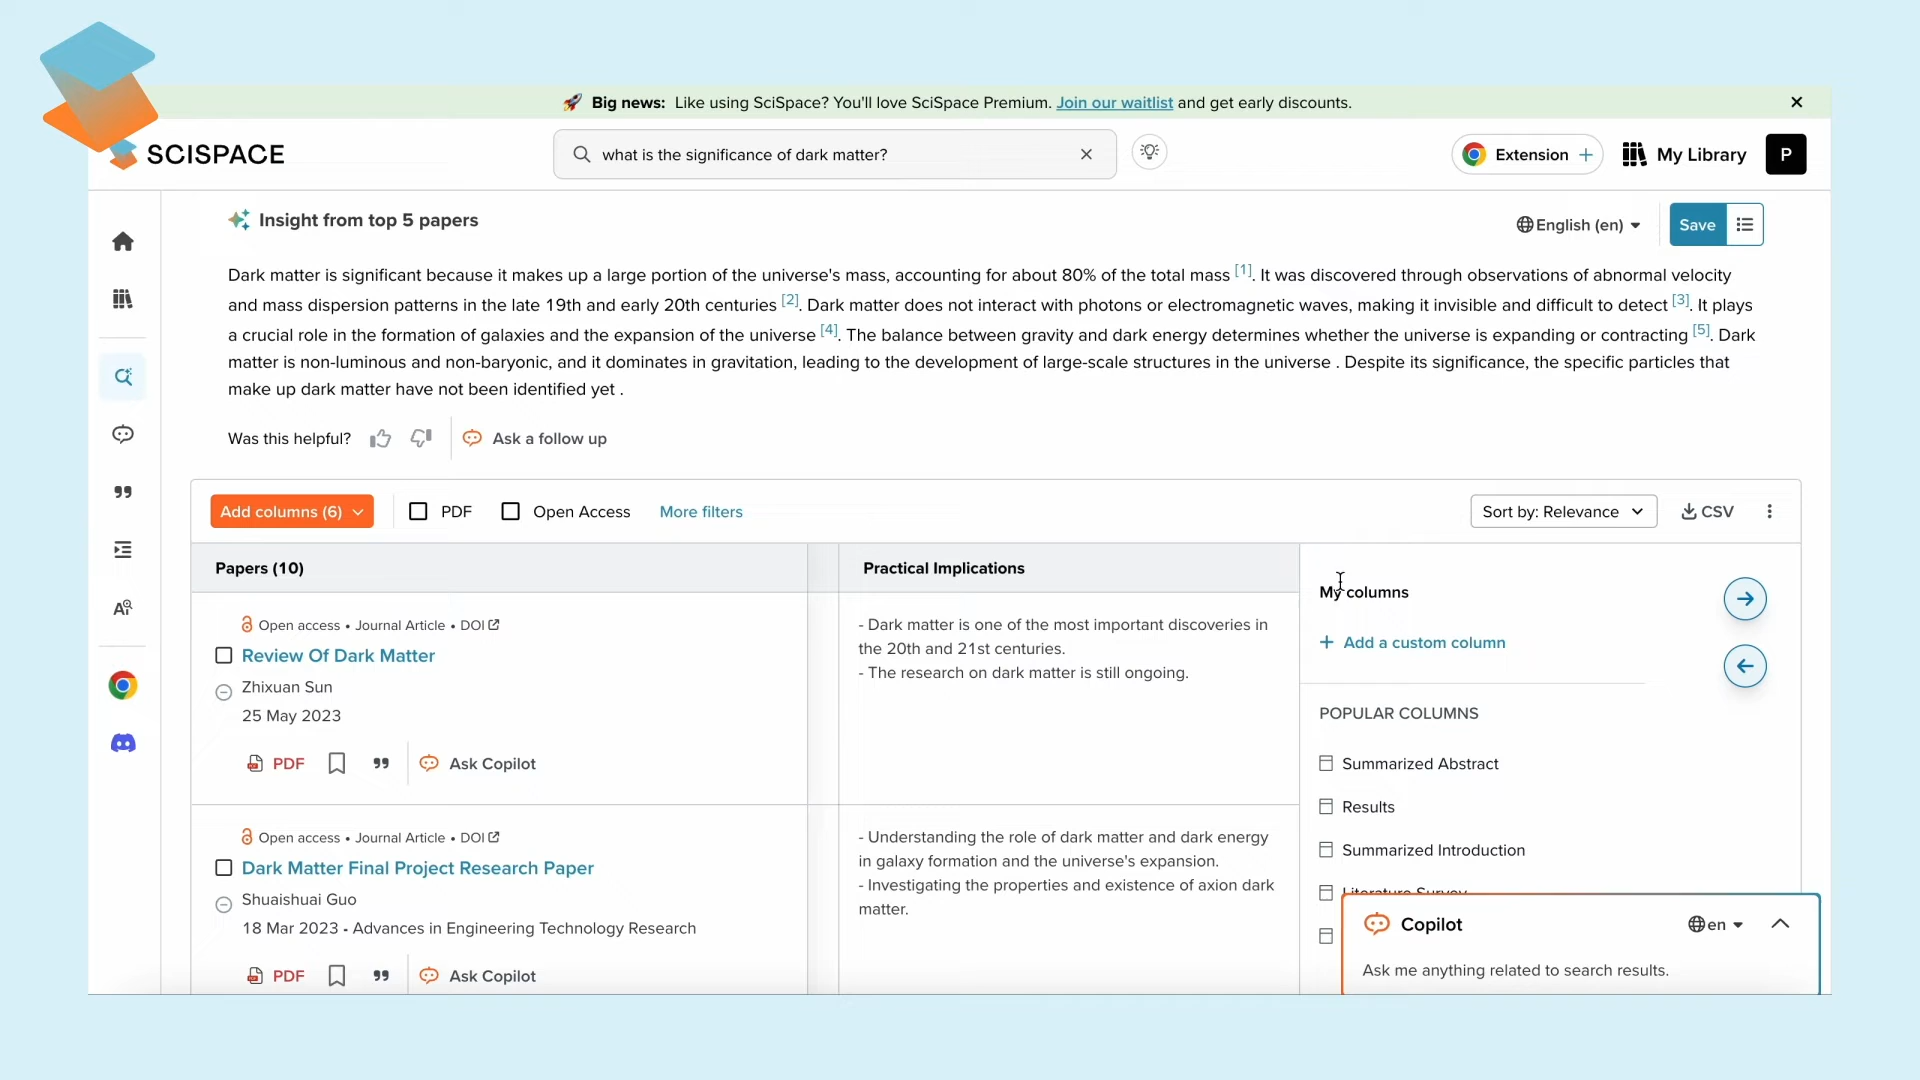 🚀 Big news: Like using SciSpace? You'll love SciSpace Premium. Join our waitlist and get early discounts.
SCISPACE
what is the significance of dark matter?
Extension
My Library
P
Insight from top 5 papers
English (en)
Save
Dark matter is significant because it makes up a large portion of the universe's mass, accounting for about 80% of the total mass [1]. It was discovered through observations of abnormal velocity
and mass dispersion patterns in the late 19th and early 20th centuries [2]. Dark matter does not interact with photons or electromagnetic waves, making it invisible and difficult to detect [3]. It plays
a crucial role in the formation of galaxies and the expansion of the universe [4]. The balance between gravity and dark energy determines whether the universe is expanding or contracting [5]. Dark
matter is non-luminous and non-baryonic, and it dominates in gravitation, leading to the development of large-scale structures in the universe . Despite its significance, the specific particles that
make up dark matter have not been identified yet .
Was this helpful?
Ask a follow up
Add columns (6)
PDF
Open Access
More filters
Sort by: Relevance
CSV
Papers (10)
Practical Implications
My columns
+ Add a custom column
POPULAR COLUMNS
Summarized Abstract
Results
Summarized Introduction
Literature Survey
Open access • Journal Article • DOI
Review Of Dark Matter
Zhixuan Sun
25 May 2023
PDF
Ask Copilot
- Dark matter is one of the most important discoveries in
the 20th and 21st centuries.
- The research on dark matter is still ongoing.
Open access • Journal Article • DOI
Dark Matter Final Project Research Paper
Shuaishuai Guo
18 Mar 2023 - Advances in Engineering Technology Research
PDF
Ask Copilot
- Understanding the role of dark matter and dark energy
in galaxy formation and the universe's expansion.
- Investigating the properties and existence of axion dark
matter.
Copilot
en
Ask me anything related to search results.